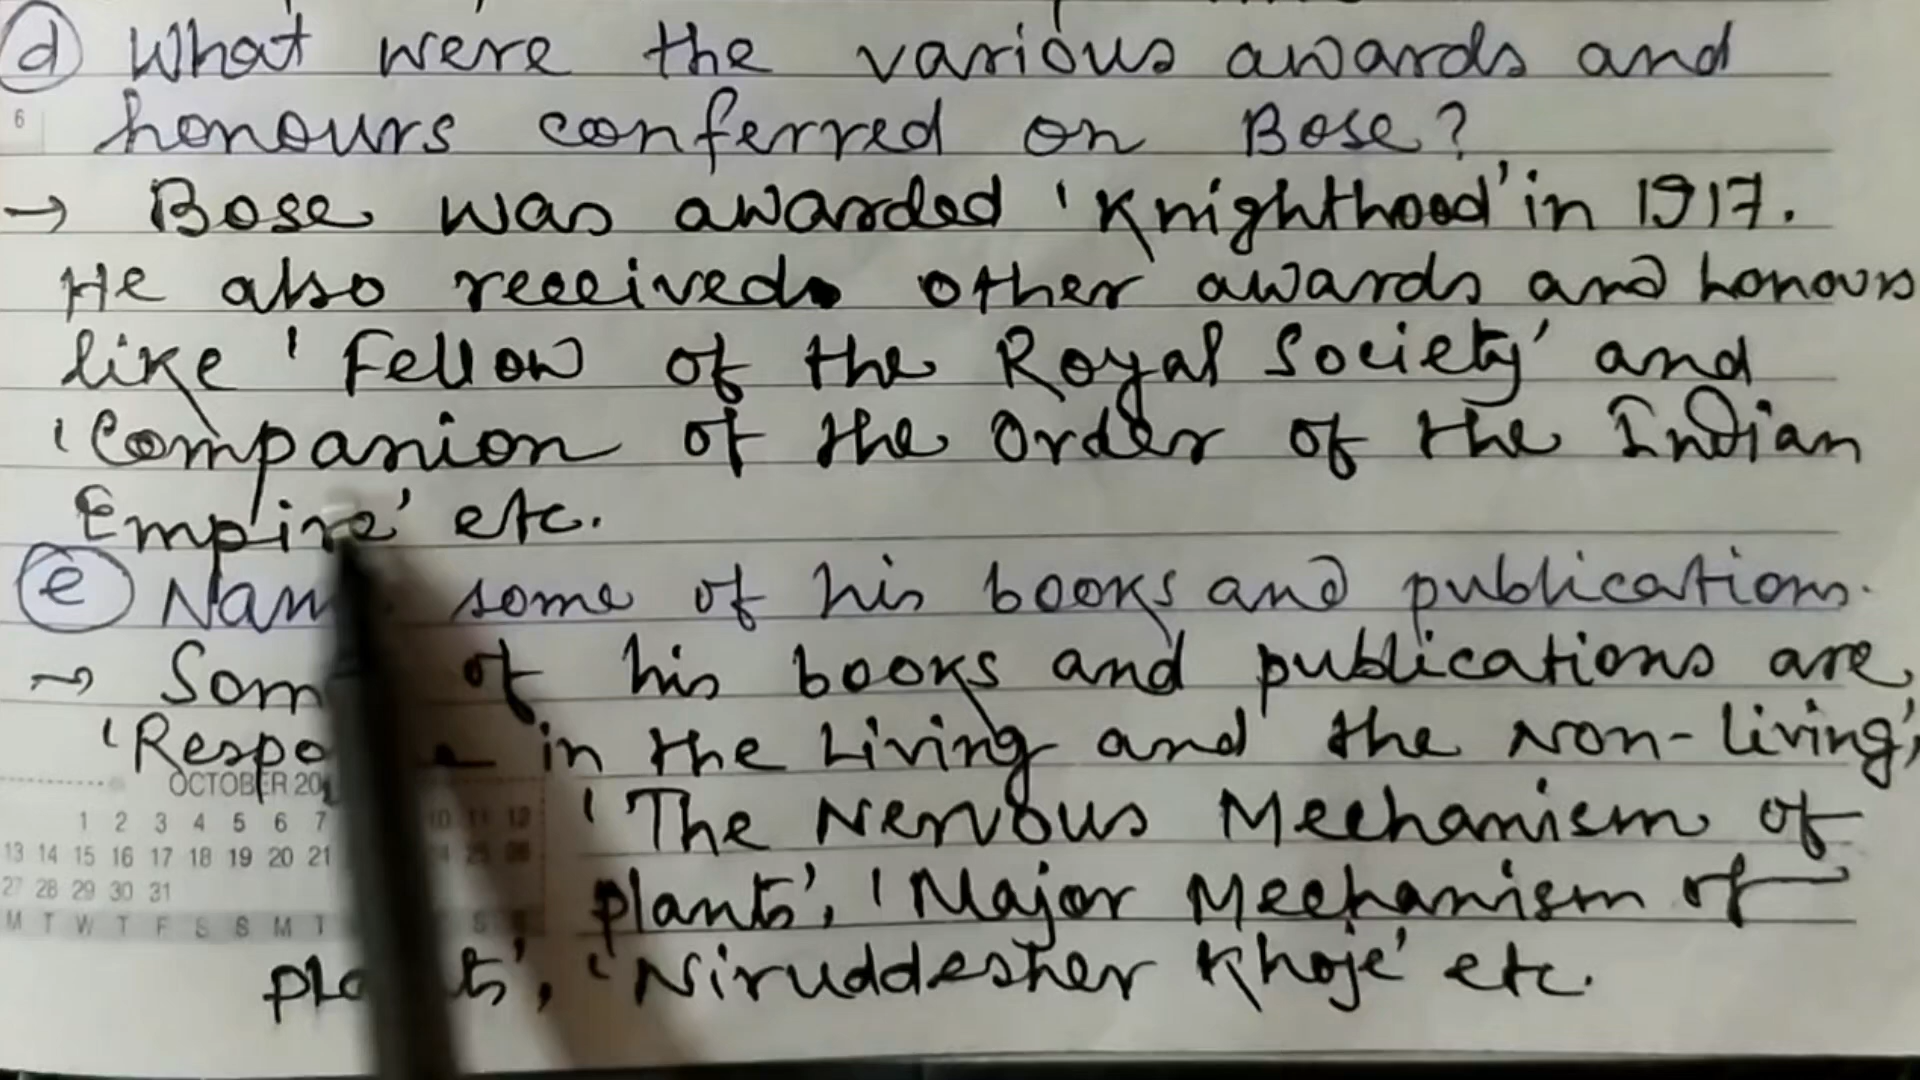 d What were the various awards and
6
honours conferred on Bose?
→ Bose was awarded 'Knighthood' in 1917.
He also received other awards and honours
like 'Fellow of the Royal Society' and
'Companion of the Order of the Indian
Empire' etc.
e some of his books and publications.
→ of his books and publications are
in the Living and the Non-living',
OCTOBER
1 2 3 4 5 6 7 10 11 12
13 14 15 16 17 18 19 20 21
27 28 29 30 31
M T W T F S S M T
'The Nervous Mechanism of
plants', 'Major Mechanism of
'Niruddesher Khoje' etc.